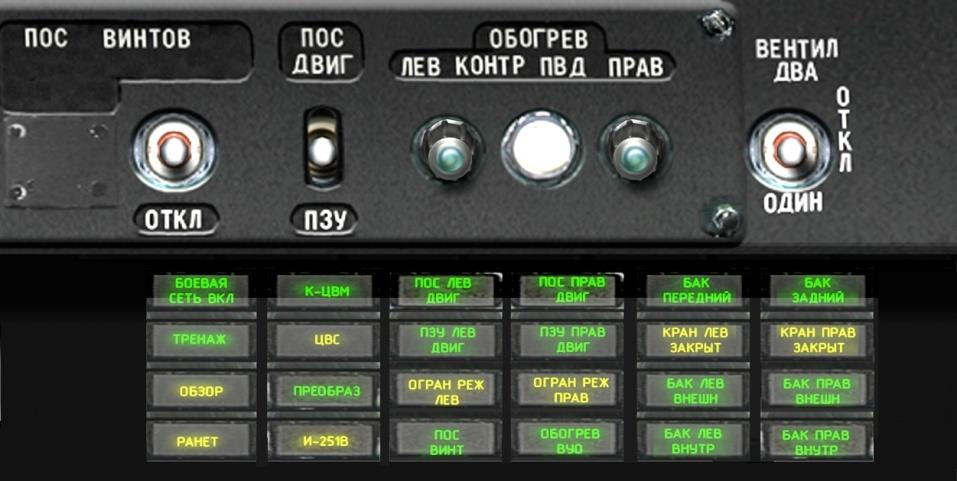 ПОС ВИНТОВ
ПОС
ДВИГ
ОБОГРЕВ
ЛЕВ КОНТР ПВД ПРАВ
ВЕНТИЛ
ДВА
ОТКЛ
ОДИН
ОТКЛ
ПЗУ
БОЕВАЯ
СЕТЬ ВКЛ
К-ЦВМ
ПОС ЛЕВ
ДВИГ
ПОС ПРАВ
ДВИГ
БАК
ПЕРЕДНИЙ
БАК
ЗАДНИЙ
ТРЕНАЖ
ЦВС
ПЗУ ЛЕВ
ДВИГ
ПЗУ ПРАВ
ДВИГ
КРАН ЛЕВ
ЗАКРЫТ
КРАН ПРАВ
ЗАКРЫТ
ОБЗОР
ПРЕОБРАЗ
ОГРАН РЕЖ
ЛЕВ
ОГРАН РЕЖ
ПРАВ
БАК ЛЕВ
ВНЕШН
БАК ПРАВ
ВНЕШН
РАНЕТ
И-251В
ПОС
ВИНТ
ОБОГРЕВ
ВУО
БАК ЛЕВ
ВНУТР
БАК ПРАВ
ВНУТР